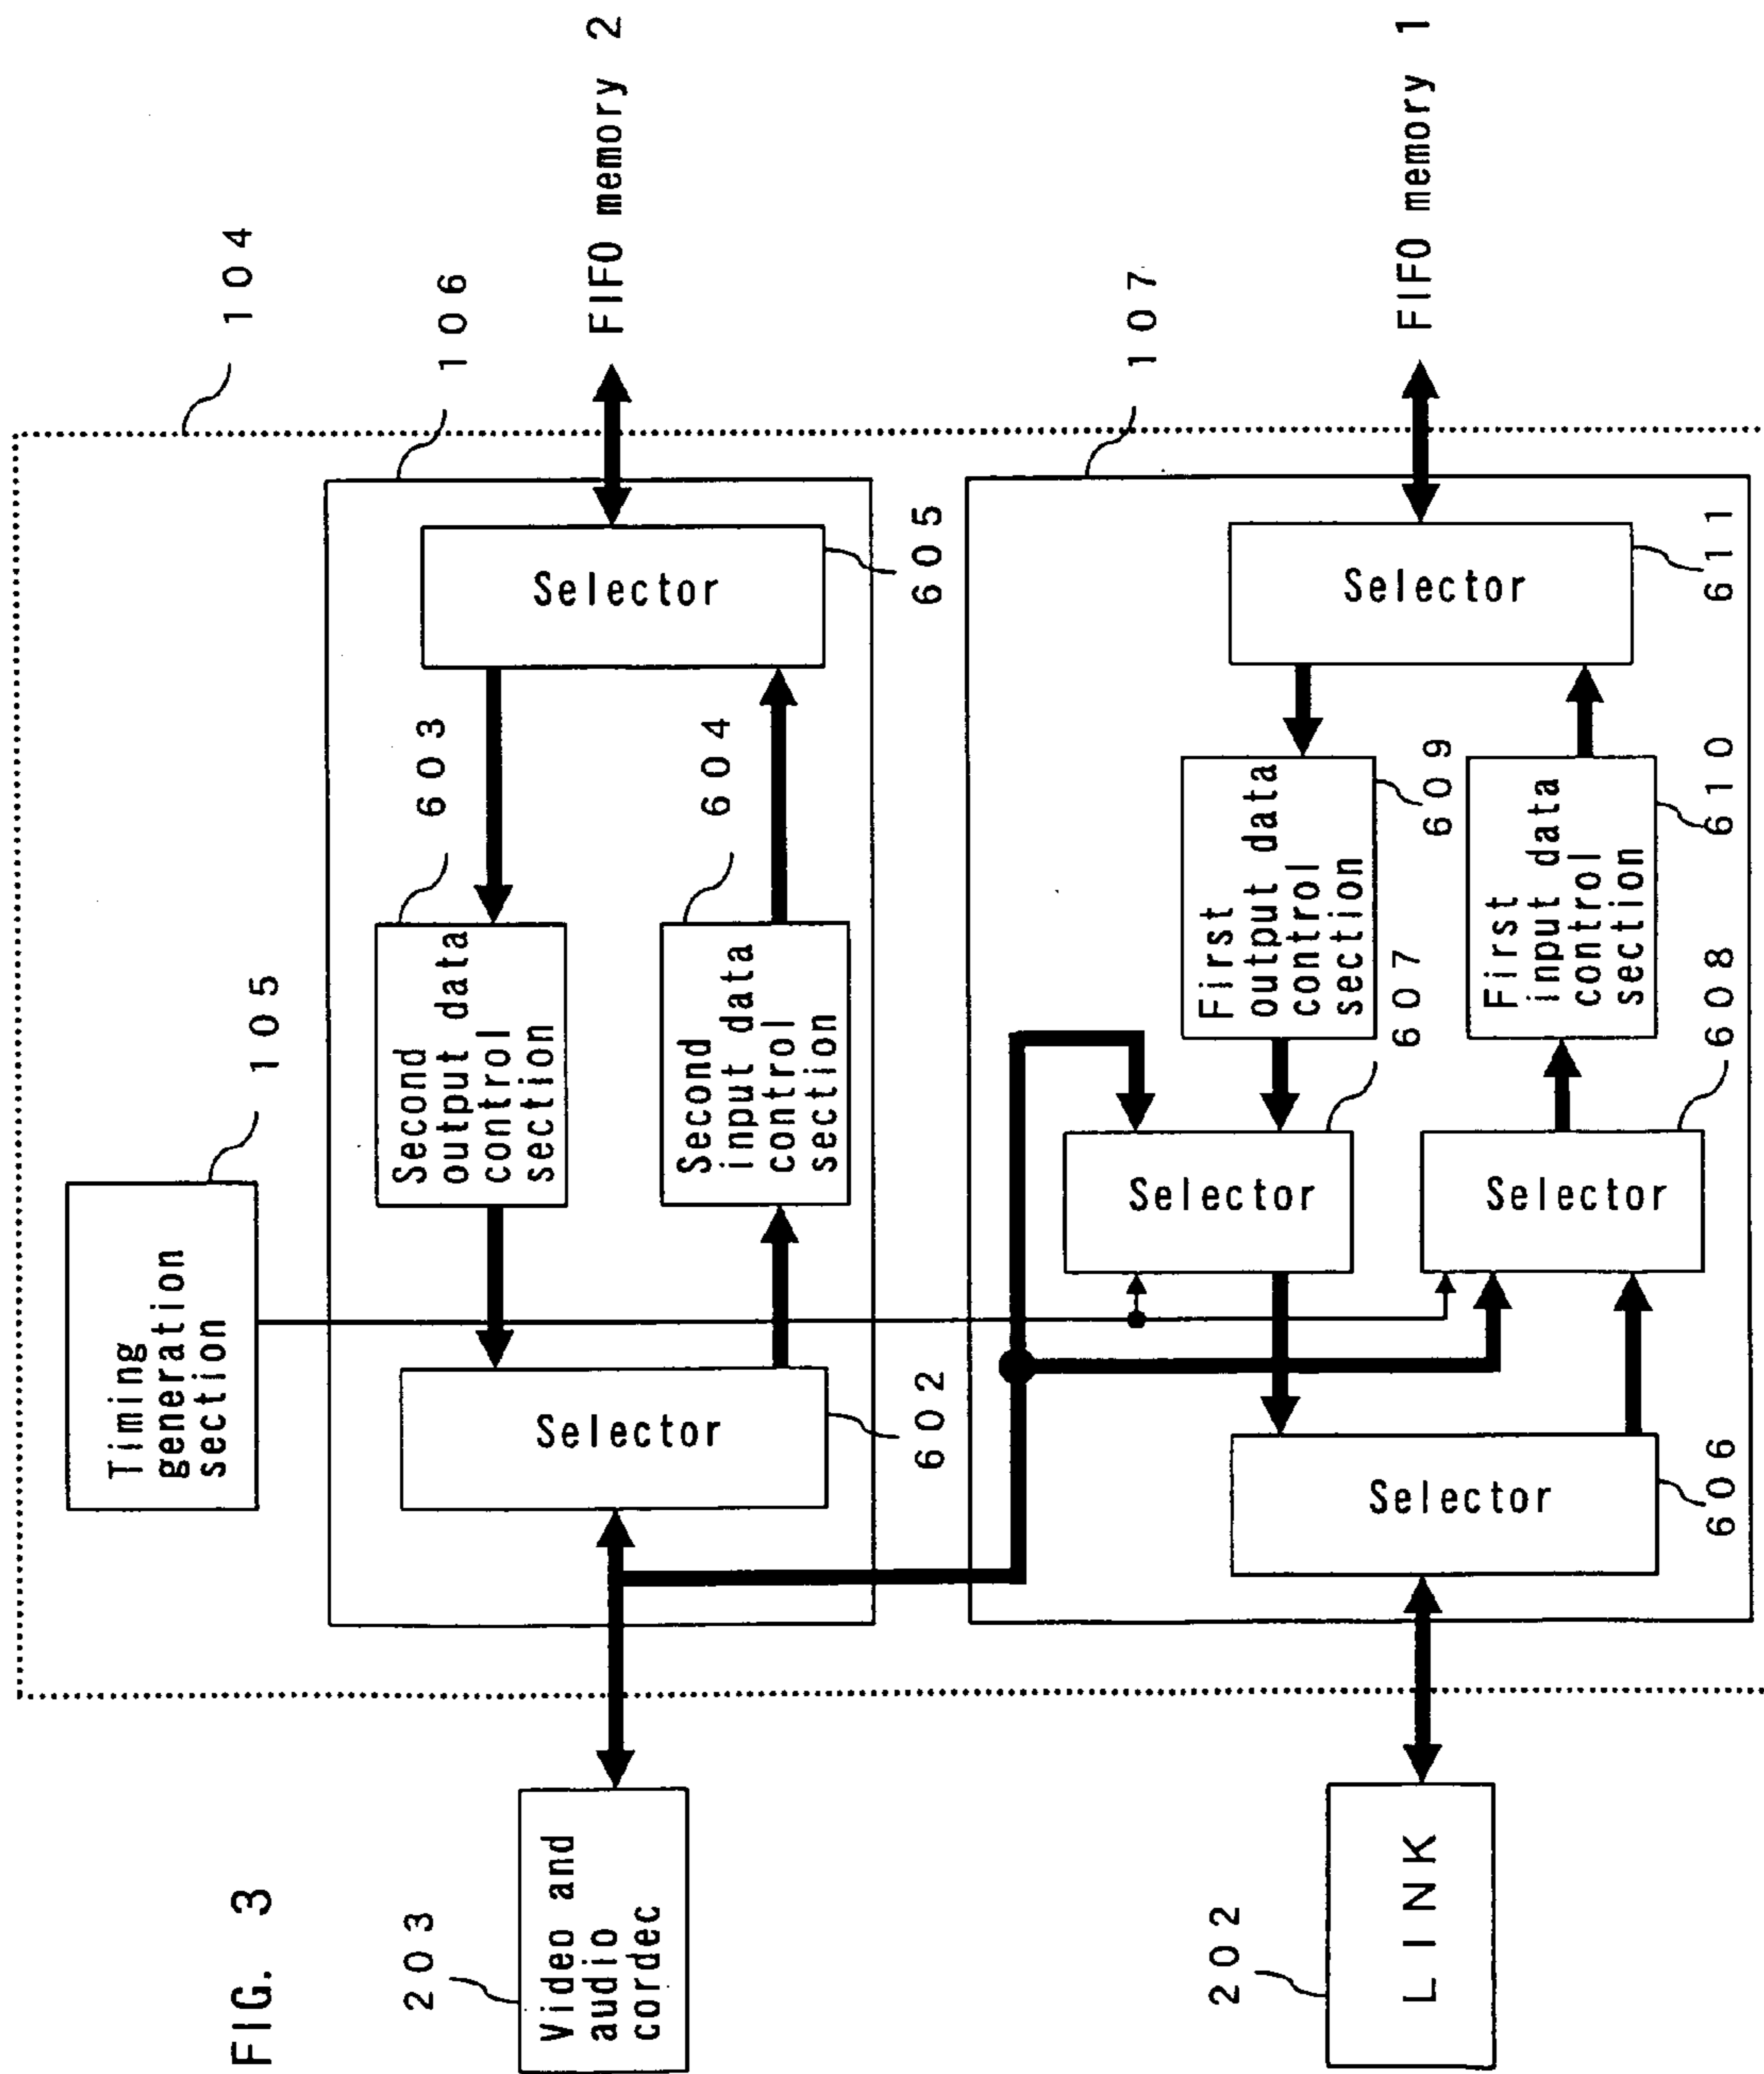 FIG. 3
104
105
Timing
generation
section
106
603
Second
output data
control
section
604
Second
input data
control
section
Selector
602
Selector
605
FIFO memory 2
203
Video and
audio
cordec
107
First
output data
control
section
609
607
Selector
First
input data
control
section
610
608
Selector
Selector
606
Selector
611
FIFO memory 1
202
LINK